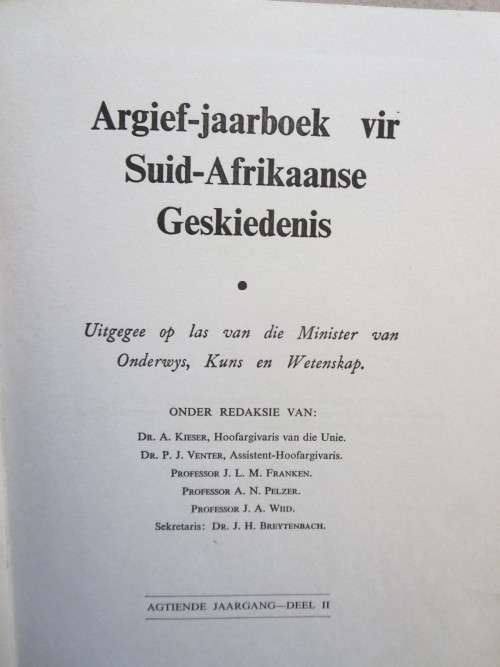 Argief-jaarboek vir
Suid-Afrikaanse
Geskiedenis
•
Uitgegee op las van die Minister van
Onderwys, Kuns en Wetenskap.
ONDER REDAKSIE VAN:
DR. A. KIESER, Hoofargivaris van die Unie.
DR. P. J. VENTER, Assistent-Hoofargivaris.
PROFESSOR J. L. M. FRANKEN.
PROFESSOR A. N. PELZER.
PROFESSOR J. A. WIID.
Sekretaris: DR. J. H. BREYTENBACH.
AGTIENDE JAARGANG—DEEL II